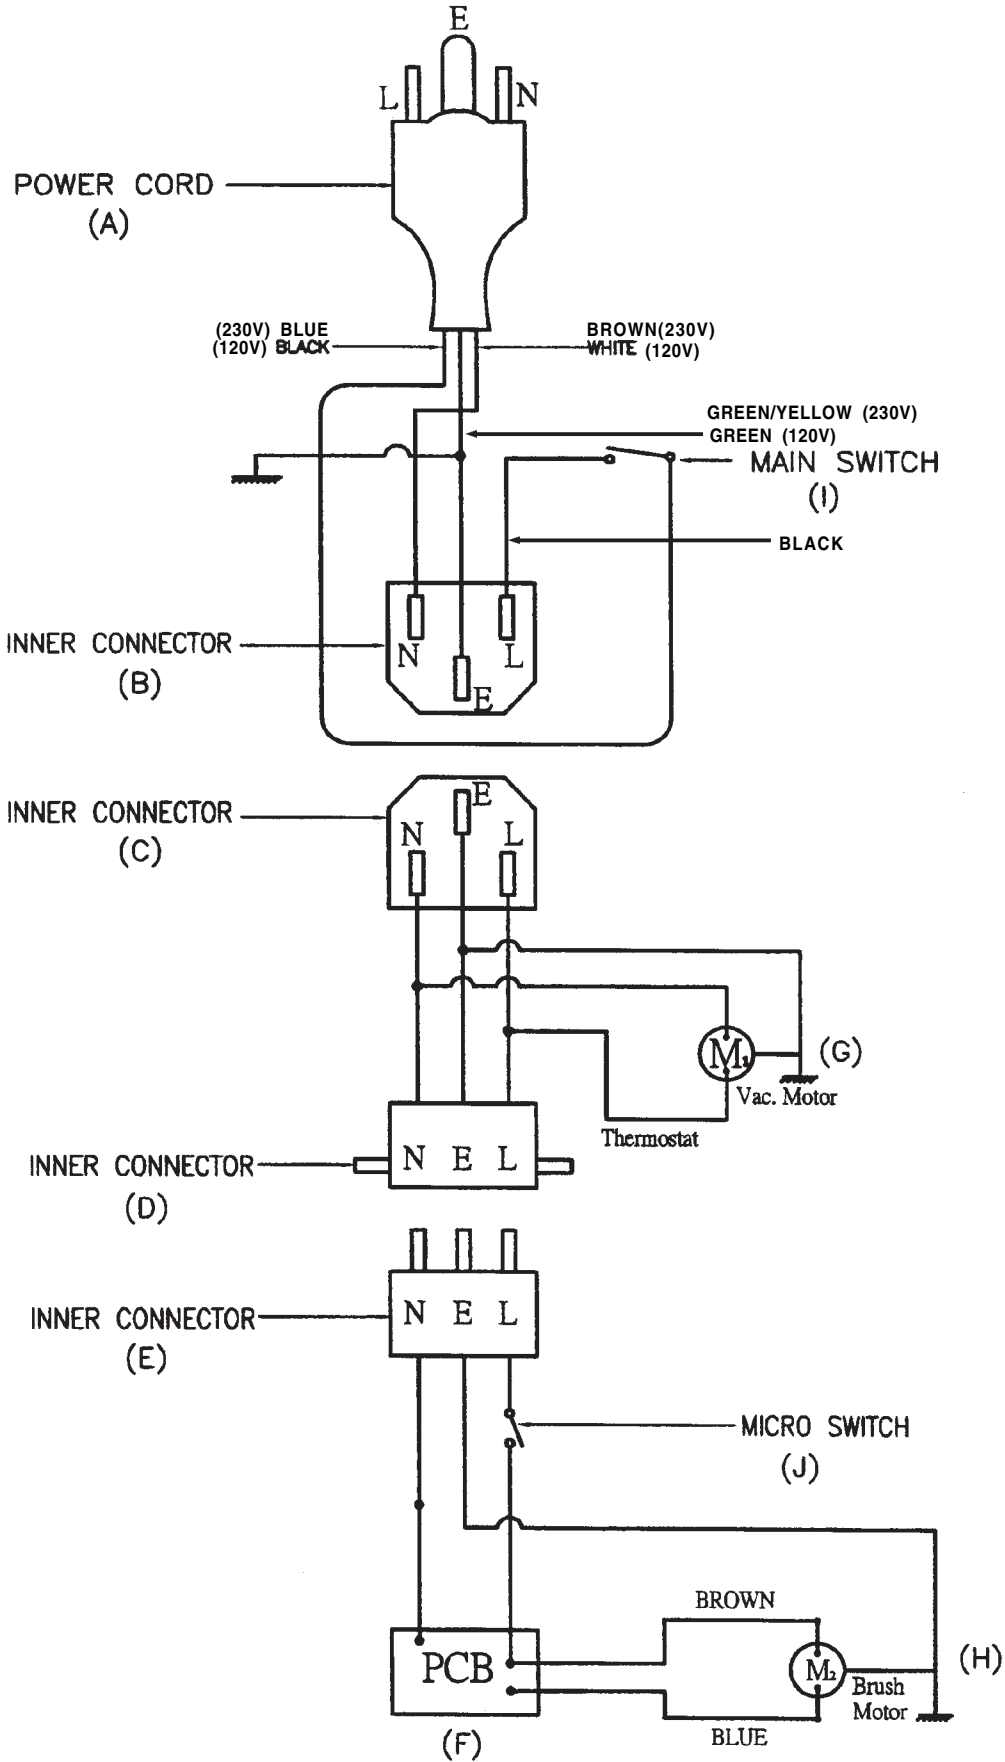 E
L
N
POWER CORD
(A)
(230V) BLUE
(120V) BLACK
BROWN(230V)
WHITE (120V)
GREEN/YELLOW (230V)
GREEN (120V)
MAIN SWITCH
(I)
BLACK
INNER CONNECTOR
(B)
N
L
E
INNER CONNECTOR
(C)
E
N
L
M1
(G)
Vac. Motor
Thermostat
N E L
INNER CONNECTOR
(D)
N E L
INNER CONNECTOR
(E)
MICRO SWITCH
(J)
BROWN
PCB
M2
(H)
Brush
Motor
BLUE
(F)